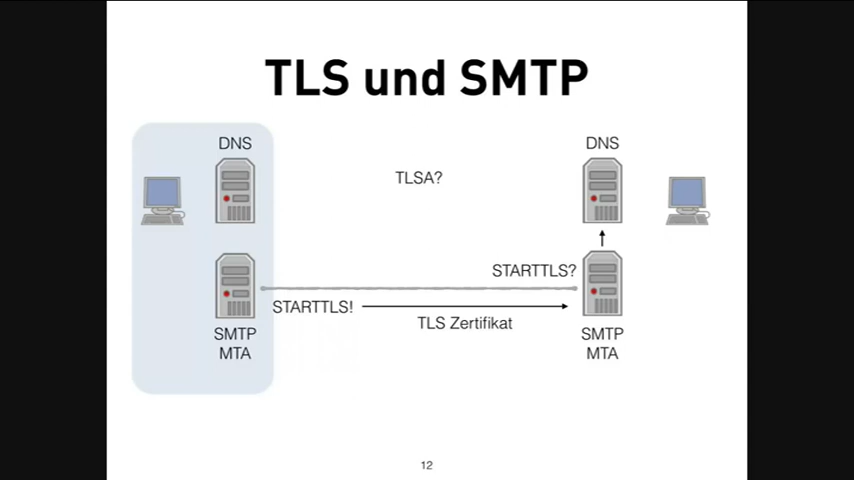 TLS und SMTP
DNS
DNS
TLSA?
STARTTLS?
STARTTLS!
TLS Zertifikat
SMTP
MTA
SMTP
MTA
12